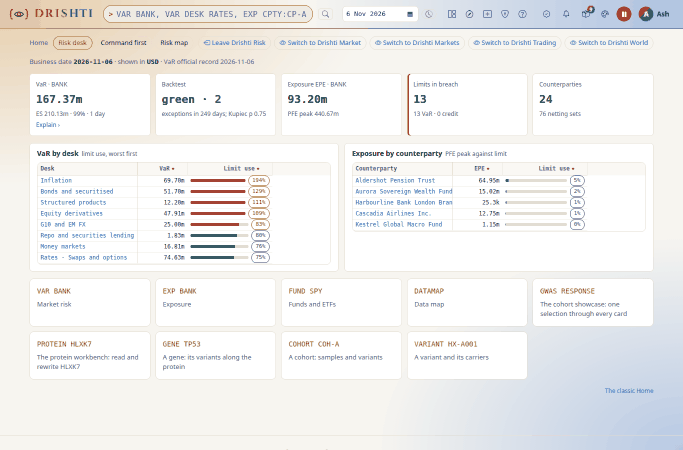 DRISHTI
> VAR BANK, VAR DESK RATES, EXP CPTY:CP-A
6 Nov 2026
A Ash
Home Risk desk Command first Risk map Leave Drishti Risk Switch to Drishti Market Switch to Drishti Markets Switch to Drishti Trading Switch to Drishti World
Business date 2026-11-06 · shown in USD · VaR official record 2026-11-06
VaR · BANK
167.37m
ES 210.13m · 99% · 1 day
Explain ›
Backtest
green · 2
exceptions in 249 days; Kupiec p 0.75
Exposure EPE · BANK
93.20m
PFE peak 440.67m
Limits in breach
13
13 VaR · 0 credit
Counterparties
24
76 netting sets
VaR by desk limit use, worst first
Desk VaR Limit use
Inflation 69.70m 194%
Bonds and securitised 51.70m 129%
Structured products 12.20m 111%
Equity derivatives 47.91m 109%
G10 and EM FX 25.00m 83%
Repo and securities lending 1.83m 80%
Money markets 16.81m 76%
Rates - Swaps and options 74.63m 75%
Exposure by counterparty PFE peak against limit
Counterparty EPE Limit use
Aldershot Pension Trust 64.95m 5%
Aurora Sovereign Wealth Fund 15.02m 2%
Harbourline Bank London Bran 25.3k 1%
Cascadia Airlines Inc. 12.75m 1%
Kestrel Global Macro Fund 1.15m 0%
VAR BANK
Market risk
EXP BANK
Exposure
FUND SPY
Funds and ETFs
DATAMAP
Data map
GWAS RESPONSE
The cohort showcase: one
selection through every card
PROTEIN HLXK7
The protein workbench: read and
rewrite HLXK7
GENE TP53
A gene: its variants along the
protein
COHORT COH-A
A cohort: samples and variants
VARIANT HX-A001
A variant and its carriers
The classic Home